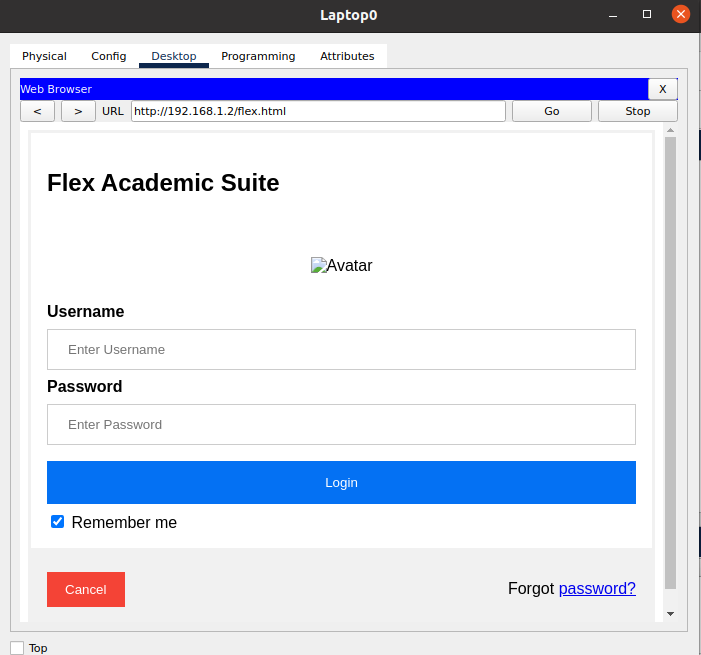 Laptop0
Physical Config Desktop Programming Attributes
Web Browser X
< > URL http://192.168.1.2/flex.html Go Stop
Flex Academic Suite
Avatar
Username
Enter Username
Password
Enter Password
Login
Remember me
Cancel Forgot password?
Top